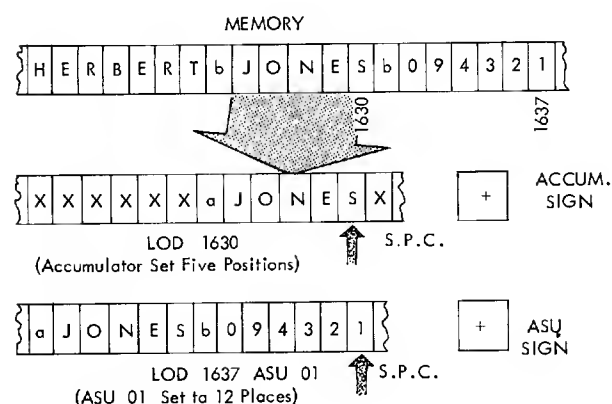 MEMORY
H E R B E R T b J O N E S b 0 9 4 3 2 1
1630
1637
X X X X X X a J O N E S X
ACCUM.
SIGN
+
LOD 1630
S.P.C.
(Accumulator Set Five Positions)
a J O N E S b 0 9 4 3 2 1
+
ASU
SIGN
LOD 1637 ASU 01
S.P.C.
(ASU 01 Set ta 12 Places)